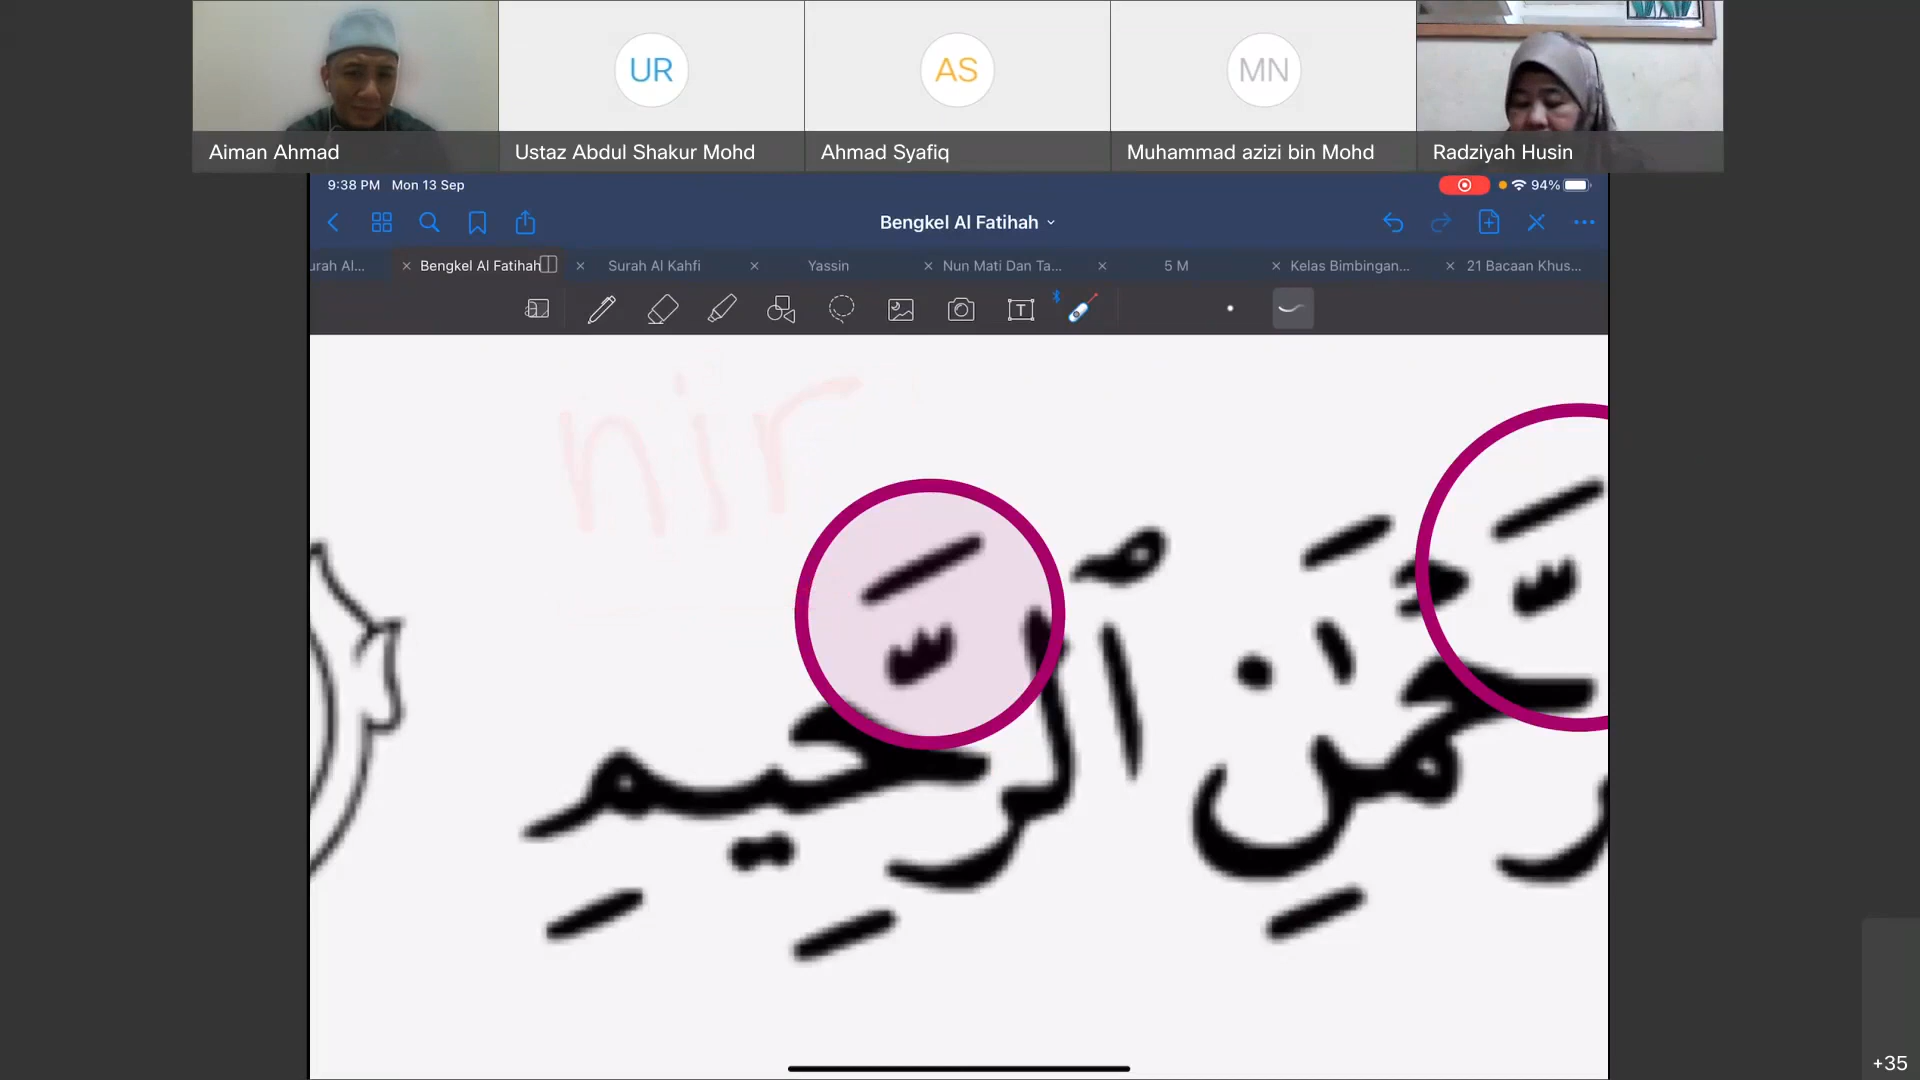 UR
AS
MN
Aiman Ahmad
Ustaz Abdul Shakur Mohd
Ahmad Syafiq
Muhammad azizi bin Mohd
Radziyah Husin
9:38 PM Mon 13 Sep
94%
Bengkel Al Fatihah
urah Al...
Bengkel Al Fatihah
Surah Al Kahfi
Yassin
Nun Mati Dan Ta...
5 M
Kelas Bimbingan...
21 Bacaan Khus...
T
nir
ٱلرَّحْمَٰنِ ٱلرَّحِيمِ
+35